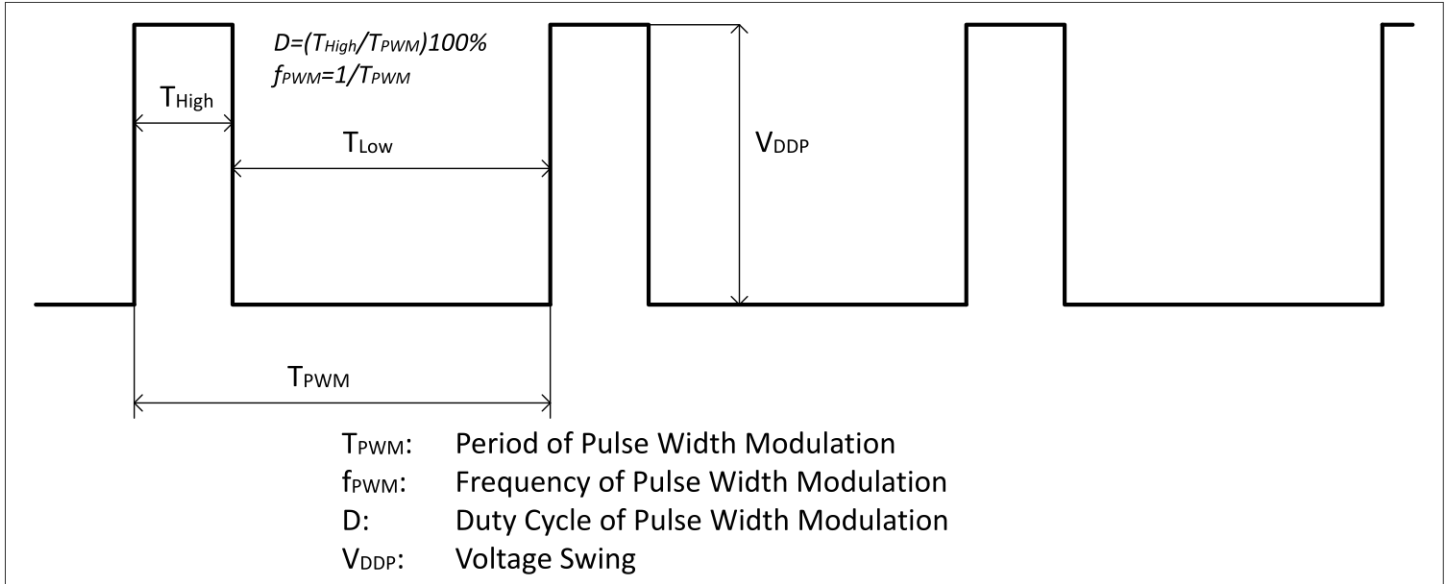 D=(THigh/TPWM)100%
fPWM=1/TPWM
THigh
TLow
VDDP
TPWM
TPWM: Period of Pulse Width Modulation
fPWM: Frequency of Pulse Width Modulation
D: Duty Cycle of Pulse Width Modulation
VDDP: Voltage Swing